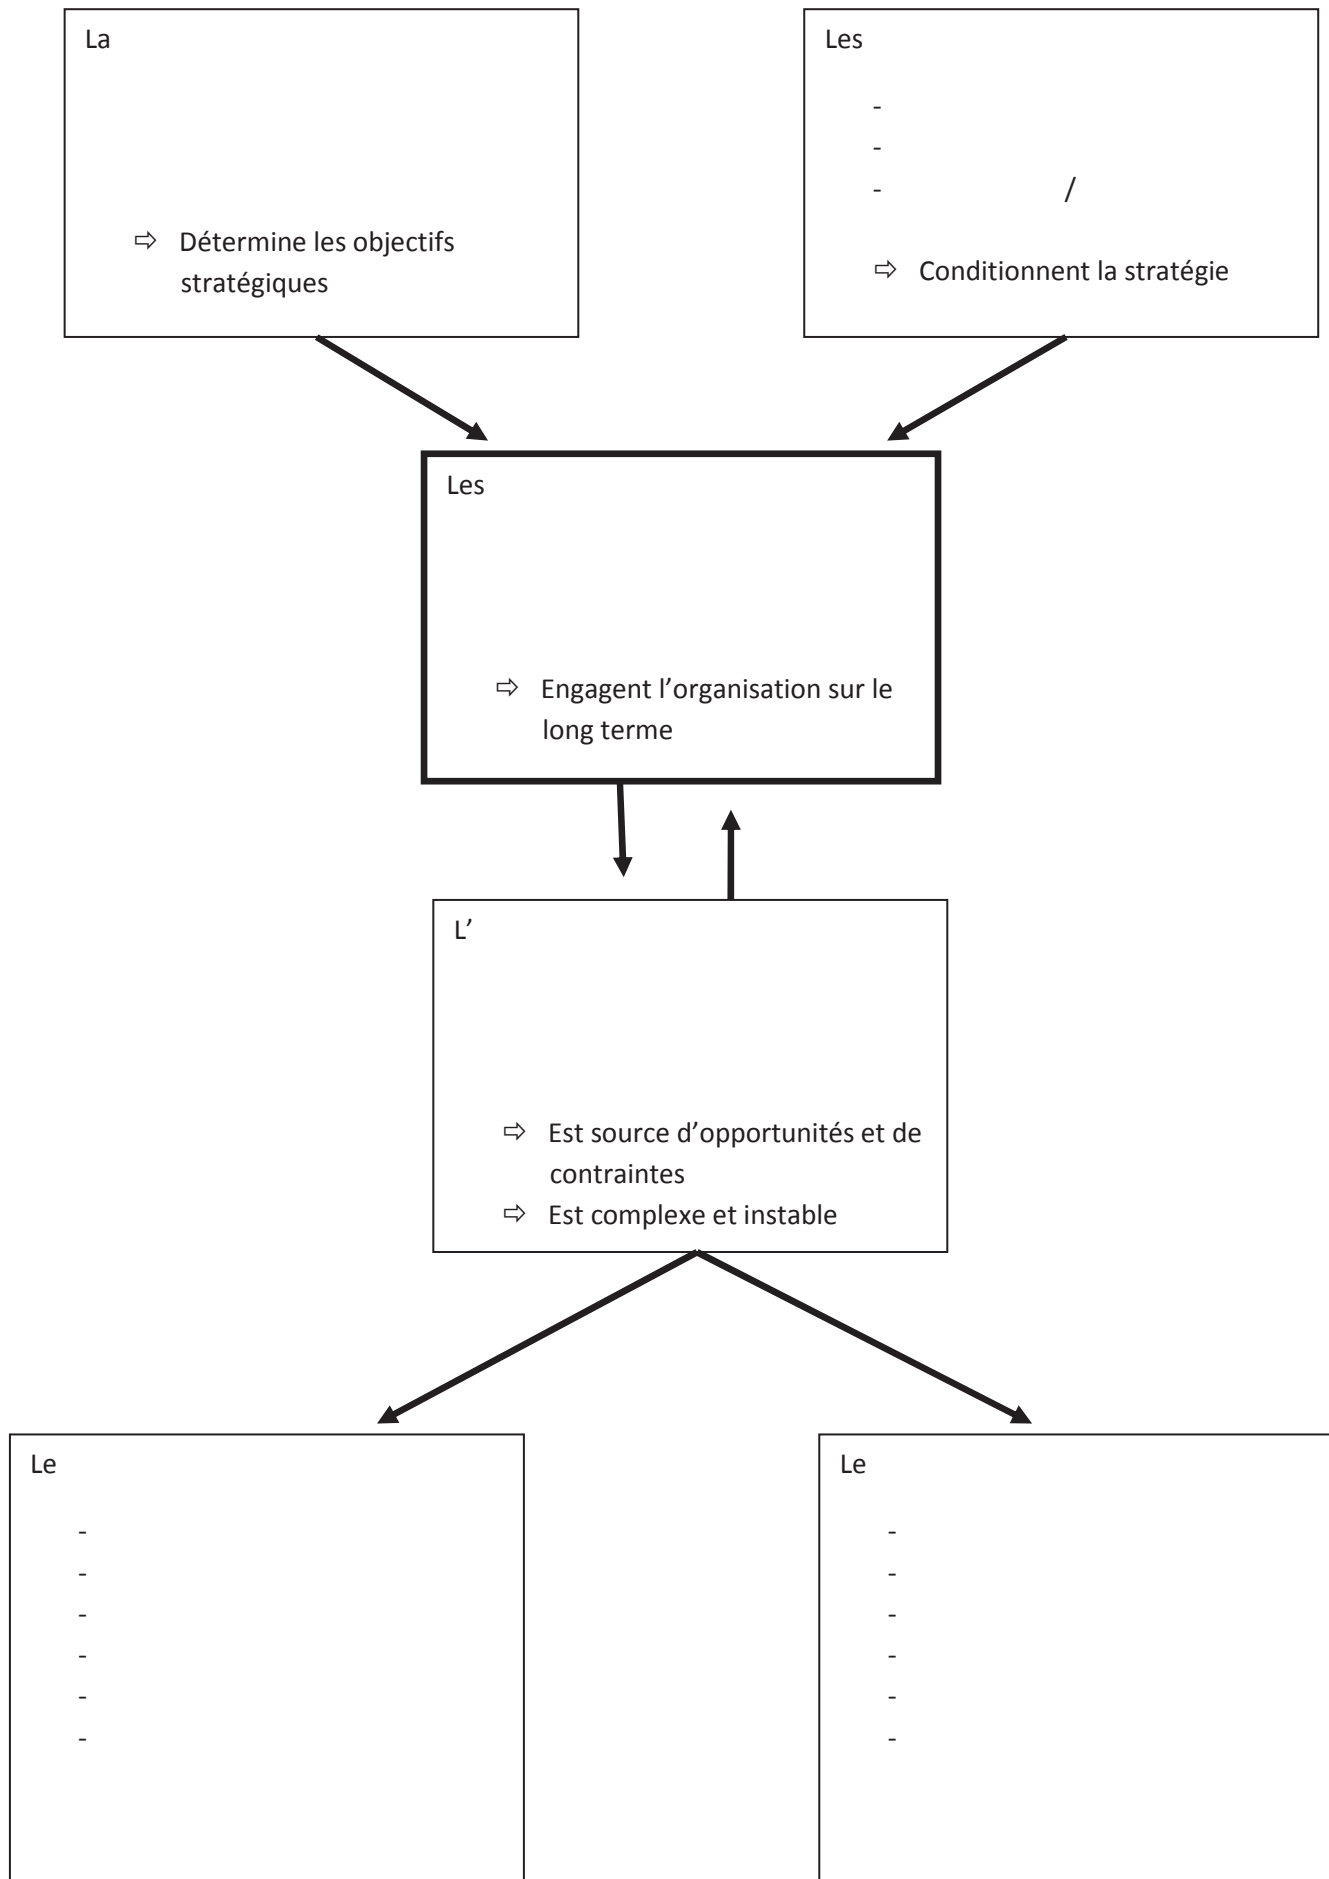 La
⇨ Détermine les objectifs
stratégiques
Les
-
-
- /
⇨ Conditionnent la stratégie
Les
⇨ Engagent l’organisation sur le
long terme
L’
⇨ Est source d’opportunités et de
contraintes
⇨ Est complexe et instable
Le
-
-
-
-
-
-
Le
-
-
-
-
-
-